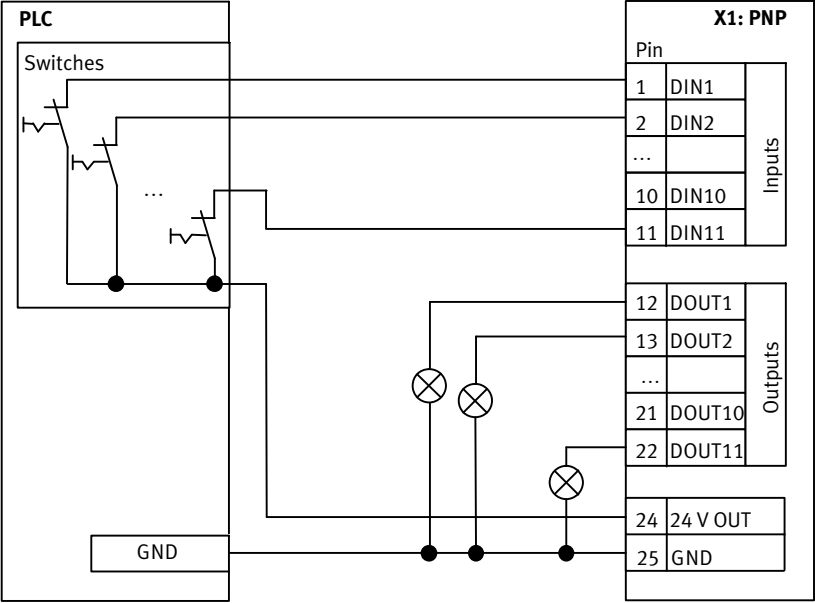 PLC
X1: PNP
Switches
Pin
1 DIN1
2 DIN2
...
10 DIN10
11 DIN11
Inputs
...
12 DOUT1
13 DOUT2
...
21 DOUT10
22 DOUT11
Outputs
24 24 V OUT
25 GND
GND